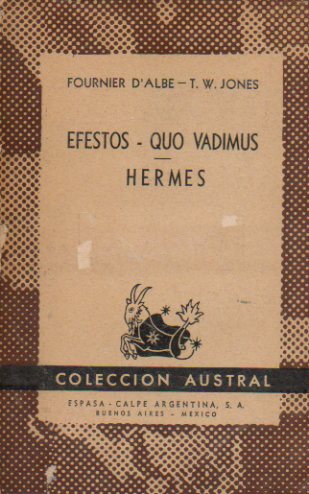 FOURNIER D'ALBE — T. W. JONES
EFESTOS - QUO VADIMUS
HERMES
COLECCION AUSTRAL
ESPASA - CALPE ARGENTINA, S. A.
BUENOS AIRES - MEXICO